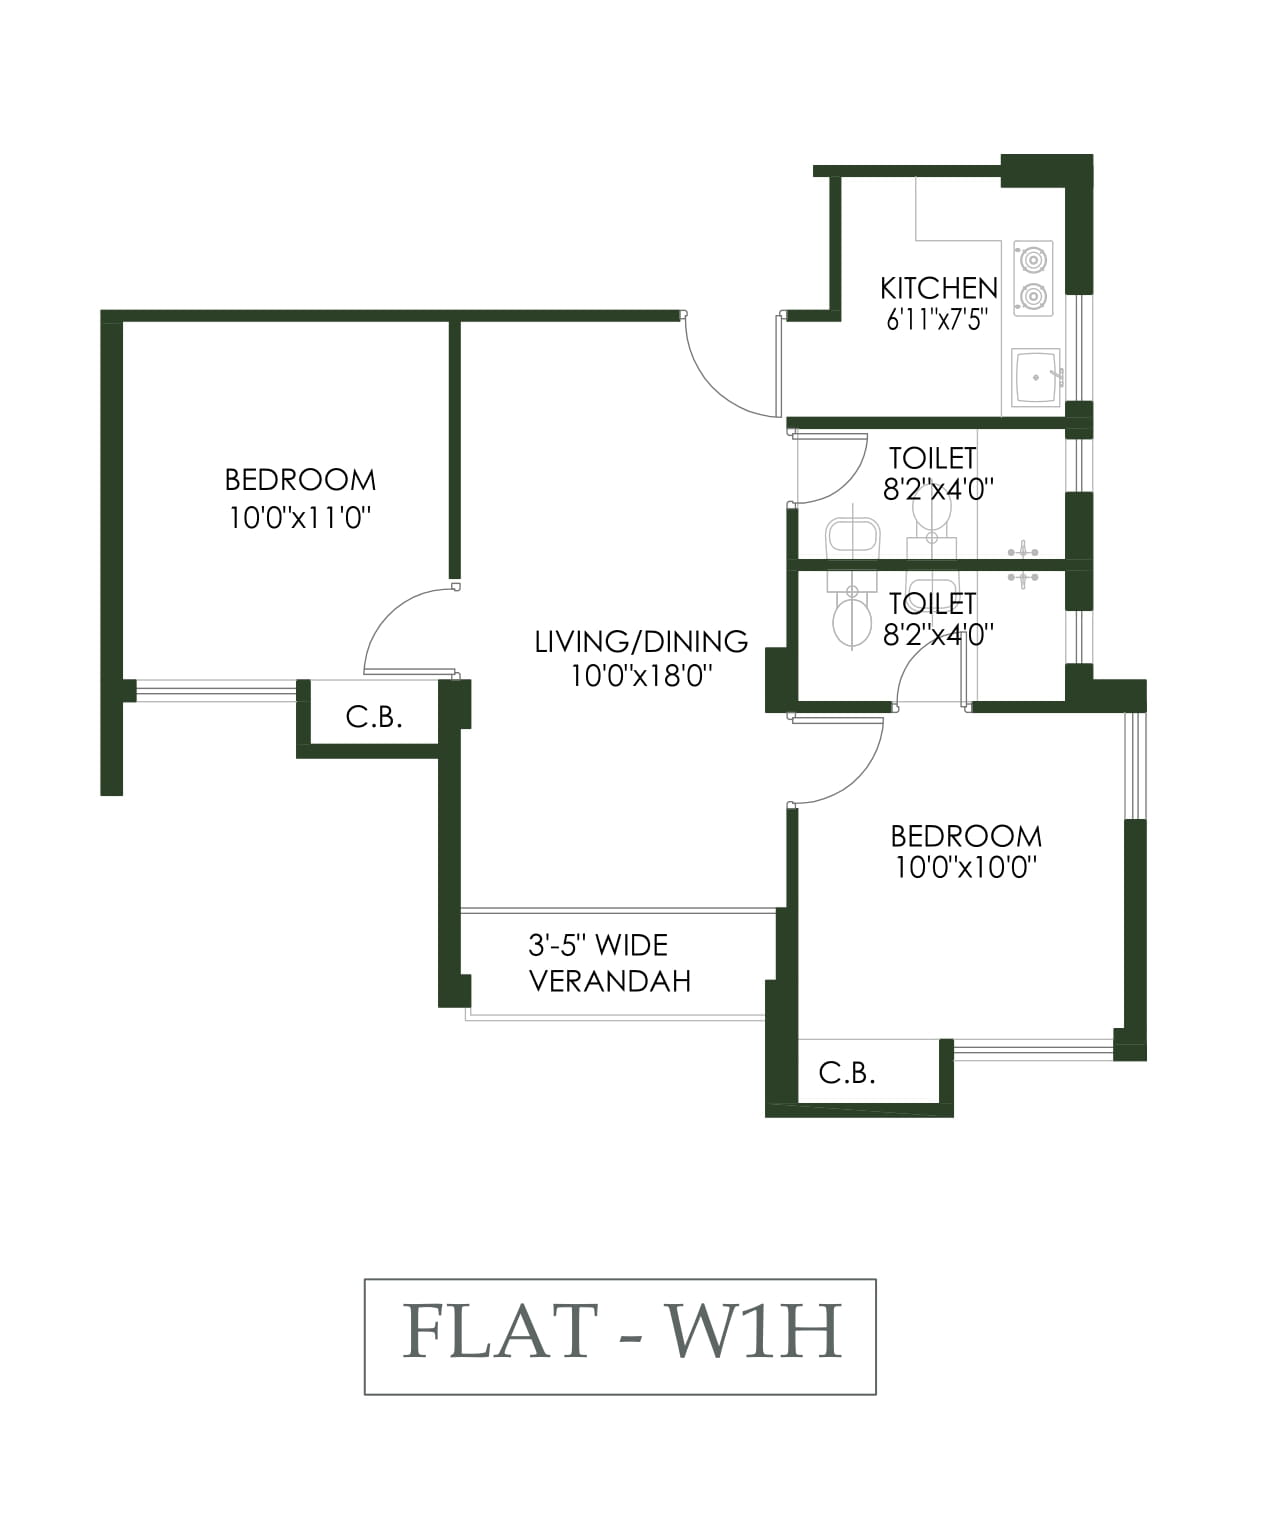 KITCHEN
6'11"x7'5"
TOILET
8'2"x4'0"
BEDROOM
10'0"x11'0"
TOILET
8'2"x4'0"
LIVING/DINING
10'0"x18'0"
C.B.
BEDROOM
10'0"x10'0"
3'-5" WIDE
VERANDAH
C.B.
FLAT - W1H